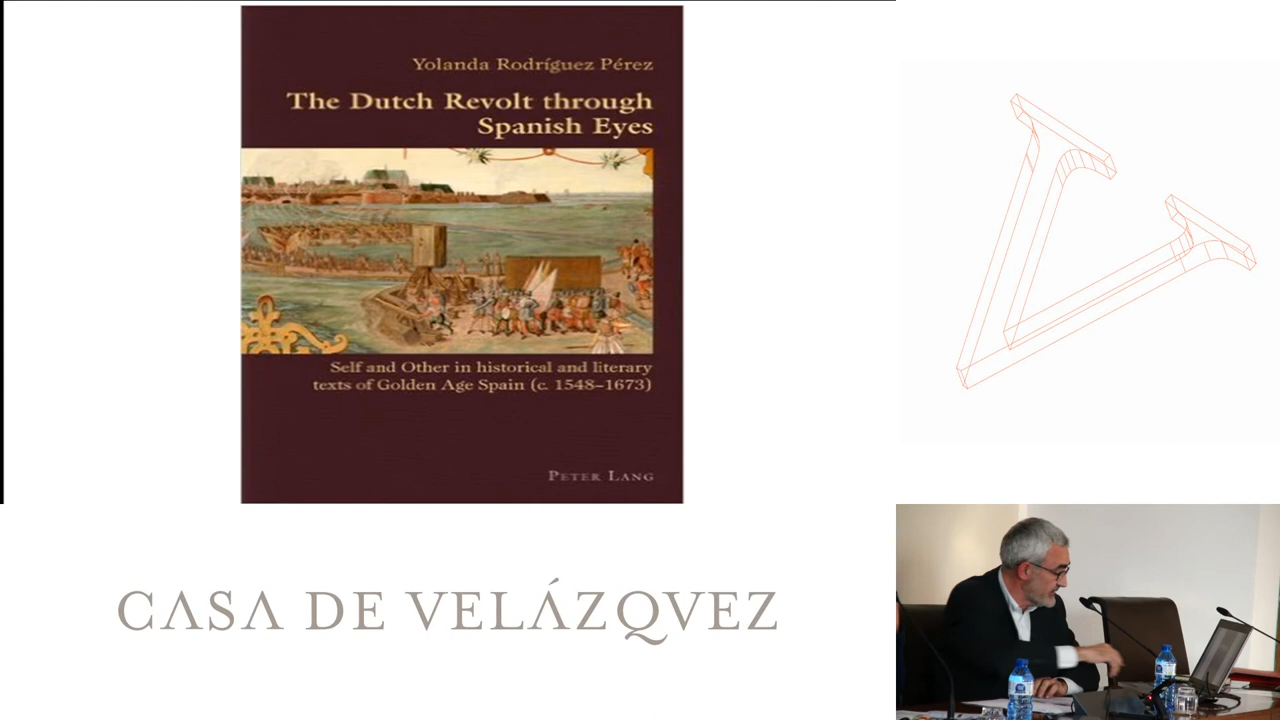 Yolanda Rodríguez Pérez
The Dutch Revolt through
Spanish Eyes
Self and Other in historical and literary
texts of Golden Age Spain (c. 1548–1673)
Peter Lang
CASA DE VELÁZQVEZ